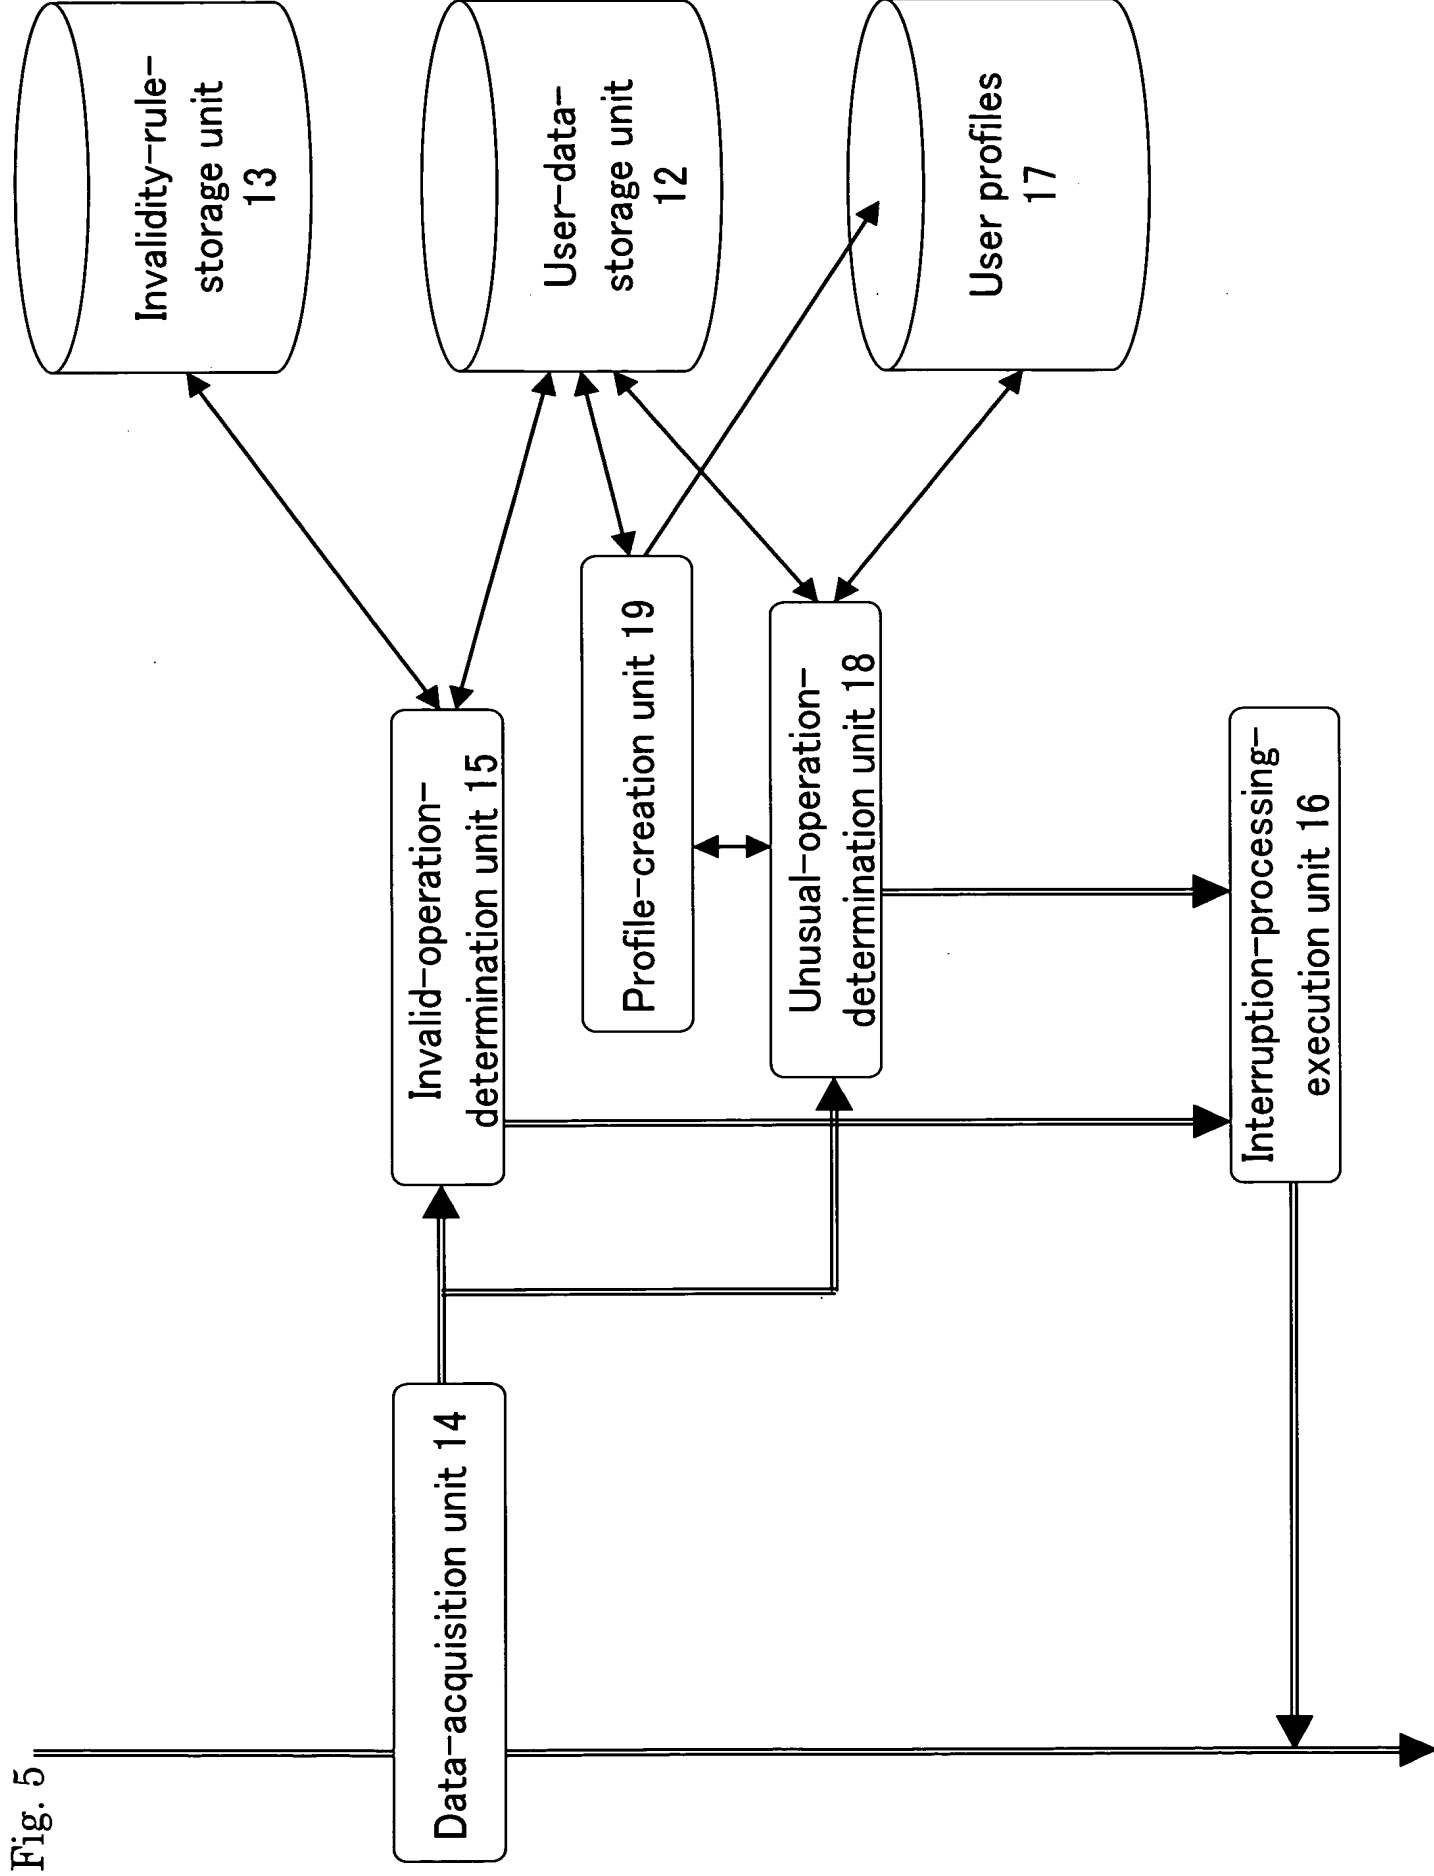 Fig. 5
Data-acquisition unit 14
Invalid-operation-
determination unit 15
Profile-creation unit 19
Unusual-operation-
determination unit 18
Interruption-processing-
execution unit 16
Invalidity-rule-
storage unit
13
User-data-
storage unit
12
User profiles
17